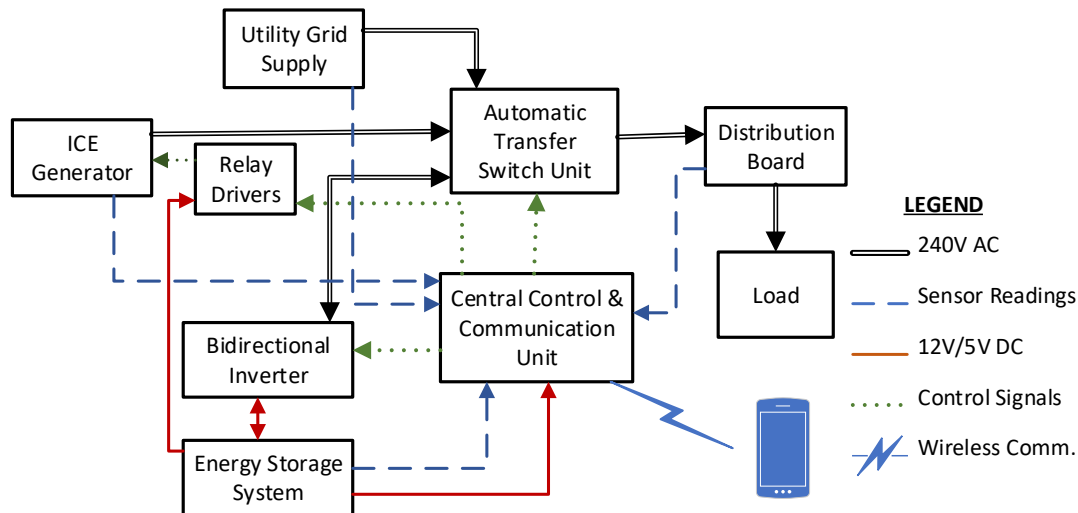 Utility Grid
Supply
ICE
Generator
Relay
Drivers
Automatic
Transfer
Switch Unit
Distribution
Board
Load
Central Control &
Communication
Unit
Bidirectional
Inverter
Energy Storage
System
LEGEND
240V AC
Sensor Readings
12V/5V DC
Control Signals
Wireless Comm.